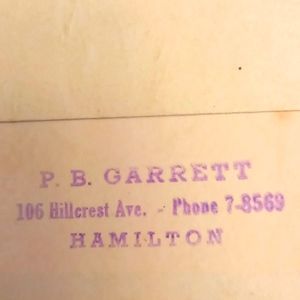 P. B. GARRETT
106 Hillcrest Ave. - Phone 7-8569
HAMILTON